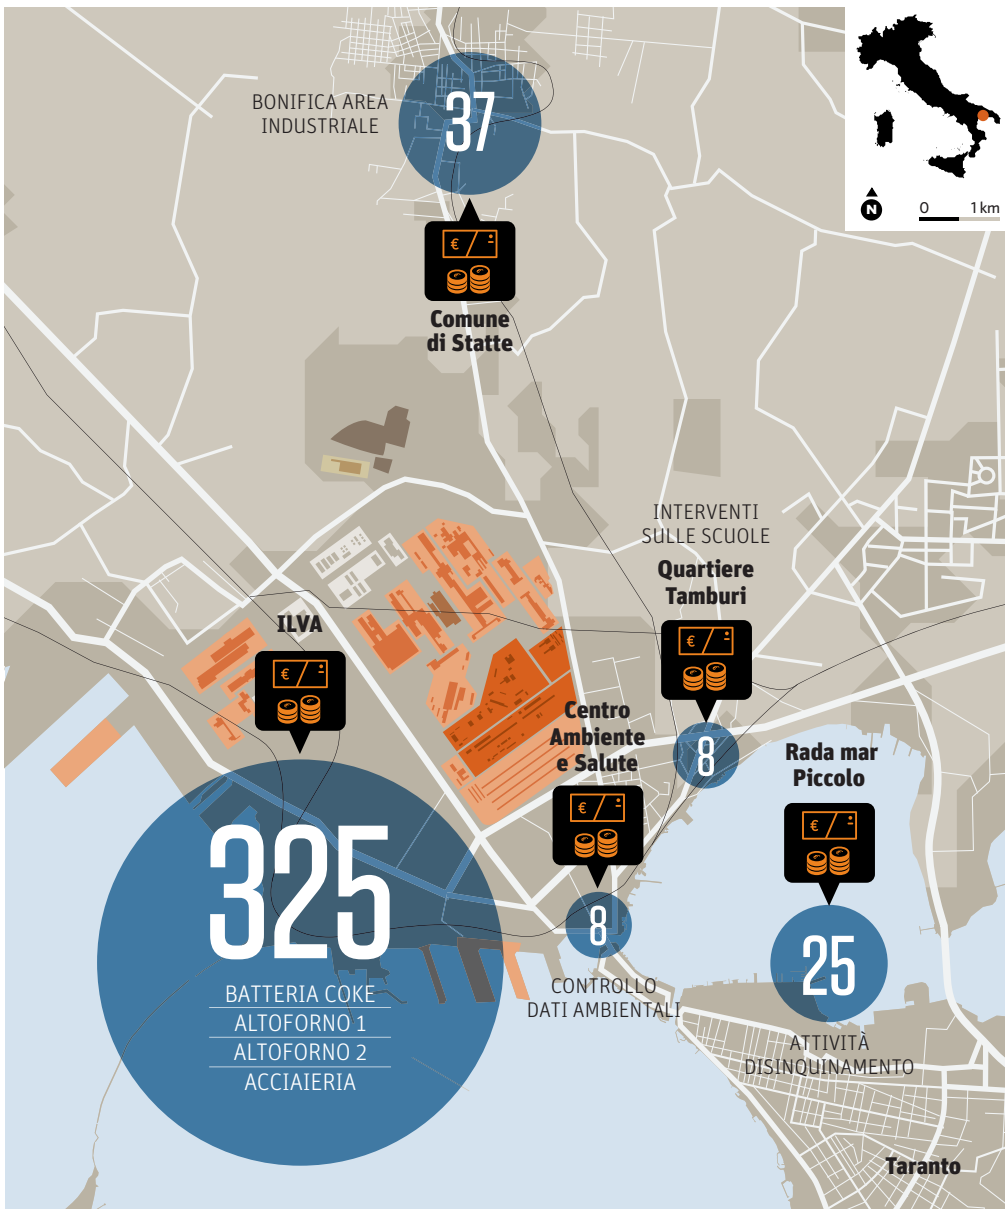 BONIFICA AREA
INDUSTRIALE
37
N
0 1 km
€
Comune
di Statte
INTERVENTI
SULLE SCUOLE
Quartiere
Tamburi
€
8
ILVA
€
325
BATTERIA COKE
ALTOFORNO 1
ALTOFORNO 2
ACCIAIERIA
Centro
Ambiente
e Salute
€
8
CONTROLLO
DATI AMBIENTALI
Rada mar
Piccolo
€
25
ATTIVITÀ
DISINQUINAMENTO
Taranto